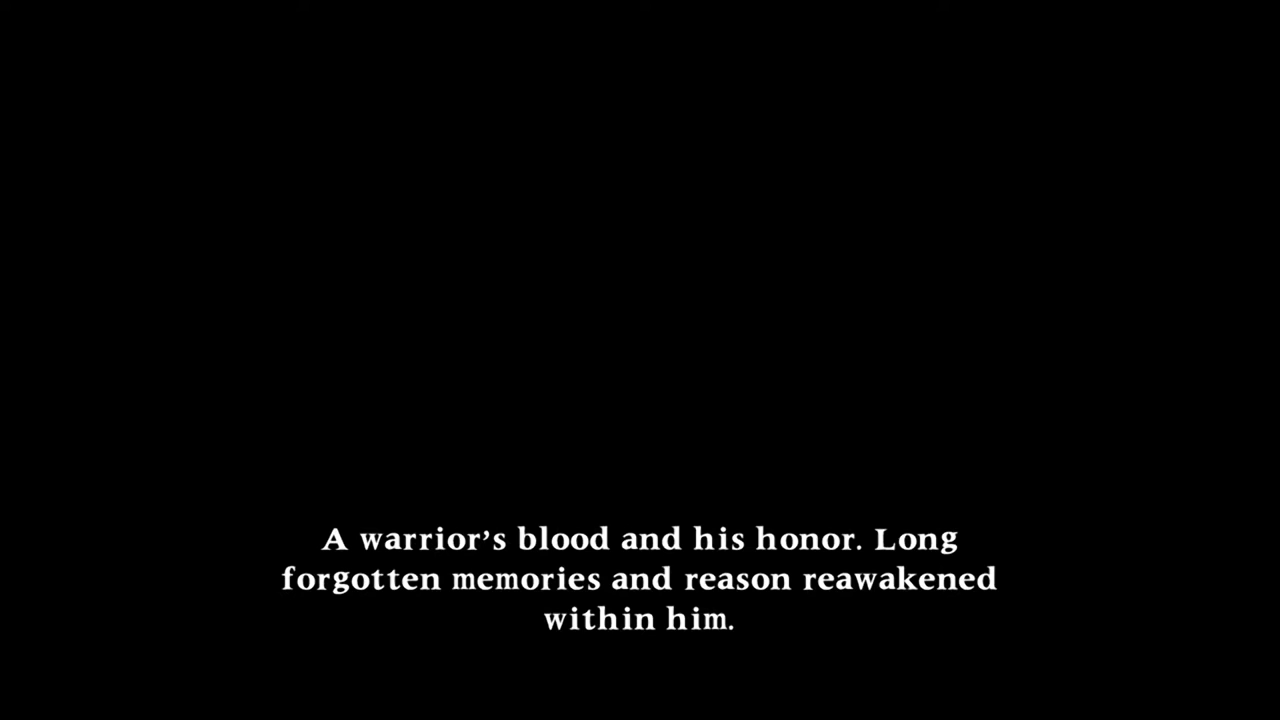 A warrior's blood and his honor. Long
forgotten memories and reason reawakened
within him.